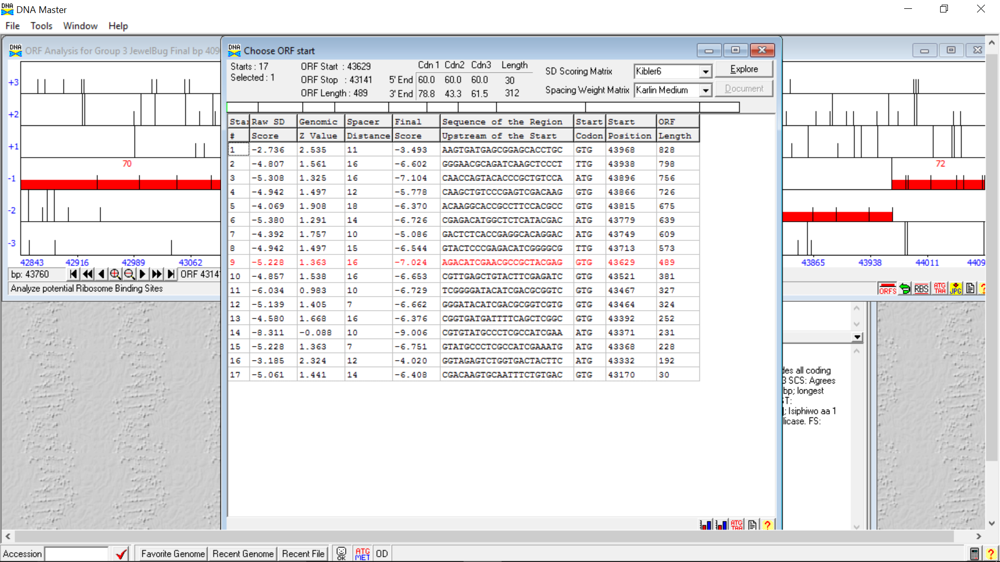 DNA Master
File Tools Window Help
ORF Analysis for Group 3 JewelBug Final bp 409
+3
+2
+1
70
-1
-2
-3
42843 42916 42989 43062
bp: 43760 ORF 4314
Analyze potential Ribosome Binding Sites
Choose ORF start
Starts : 17
Selected : 1
ORF Start : 43629
ORF Stop : 43141
ORF Length : 489
Cdn 1 Cdn2 Cdn3 Length
5' End 60.0 60.0 60.0 30
3' End 78.8 43.3 61.5 312
SD Scoring Matrix Kibler6 Explore
Spacing Weight Matrix Karlin Medium Document
Star Raw SD Genomic Spacer Final Sequence of the Region Start Start ORF
# Score Z Value Distance Score Upstream of the Start Codon Position Length
1 -2.736 2.535 11 -3.493 AAGTGATGAGCGGAGCACCTGC GTG 43968 828
2 -4.807 1.561 16 -6.602 GGGAACGCAGATCAAGCTCCCT TTG 43938 798
3 -5.308 1.325 16 -7.104 CAACCAGTACACCCGCTGTCCA ATG 43896 756
4 -4.942 1.497 12 -5.778 CAAGCTGTCCCGAGTCGACAAG GTG 43866 726
5 -4.069 1.908 18 -6.370 ACAAGGCACCGCCTTCCACGCC GTG 43815 675
6 -5.380 1.291 14 -6.726 CGAGACATGGCTCTCATACGAC ATG 43779 639
7 -4.392 1.757 10 -5.086 GACTCTCACCGAGGCACAGGAC ATG 43749 609
8 -4.942 1.497 15 -6.544 GTACTCCCGAGACATCGGGGCG TTG 43713 573
9 -5.228 1.363 16 -7.024 AGACATCGAACGCCGCTACGAG GTG 43629 489
10 -4.857 1.538 16 -6.653 CGTTGAGCTGTACTTCGAGATC GTG 43521 381
11 -6.034 0.983 10 -6.729 TCGGGGATACATCGACGCGGTC GTG 43467 327
12 -5.139 1.405 7 -6.662 GGGATACATCGACGCGGTCGTG GTG 43464 324
13 -4.580 1.668 16 -6.376 CGGTGATGATTTTCAGCTCGGC GTG 43392 252
14 -8.311 -0.088 10 -9.006 CGTGTATGCCCTCGCCATCGAA ATG 43371 231
15 -5.228 1.363 7 -6.751 GTATGCCCTCGCCATCGAAATG ATG 43368 228
16 -3.185 2.324 12 -4.020 GGTAGAGTCTGGTGACTACTTC ATG 43332 192
17 -5.061 1.441 14 -6.408 CGACAAGTGCAATTTCTGTGAC GTG 43170 30
ATG
TAA
?
72
43865 43938 44011 4409
ORFS RBS ATG TAA JPG ?
des all coding
3 SCS: Agrees
bp; longest
T:
]; Isiphiwo aa 1
licase. FS:
Accession Favorite Genome Recent Genome Recent File OK ATG MET OD ?